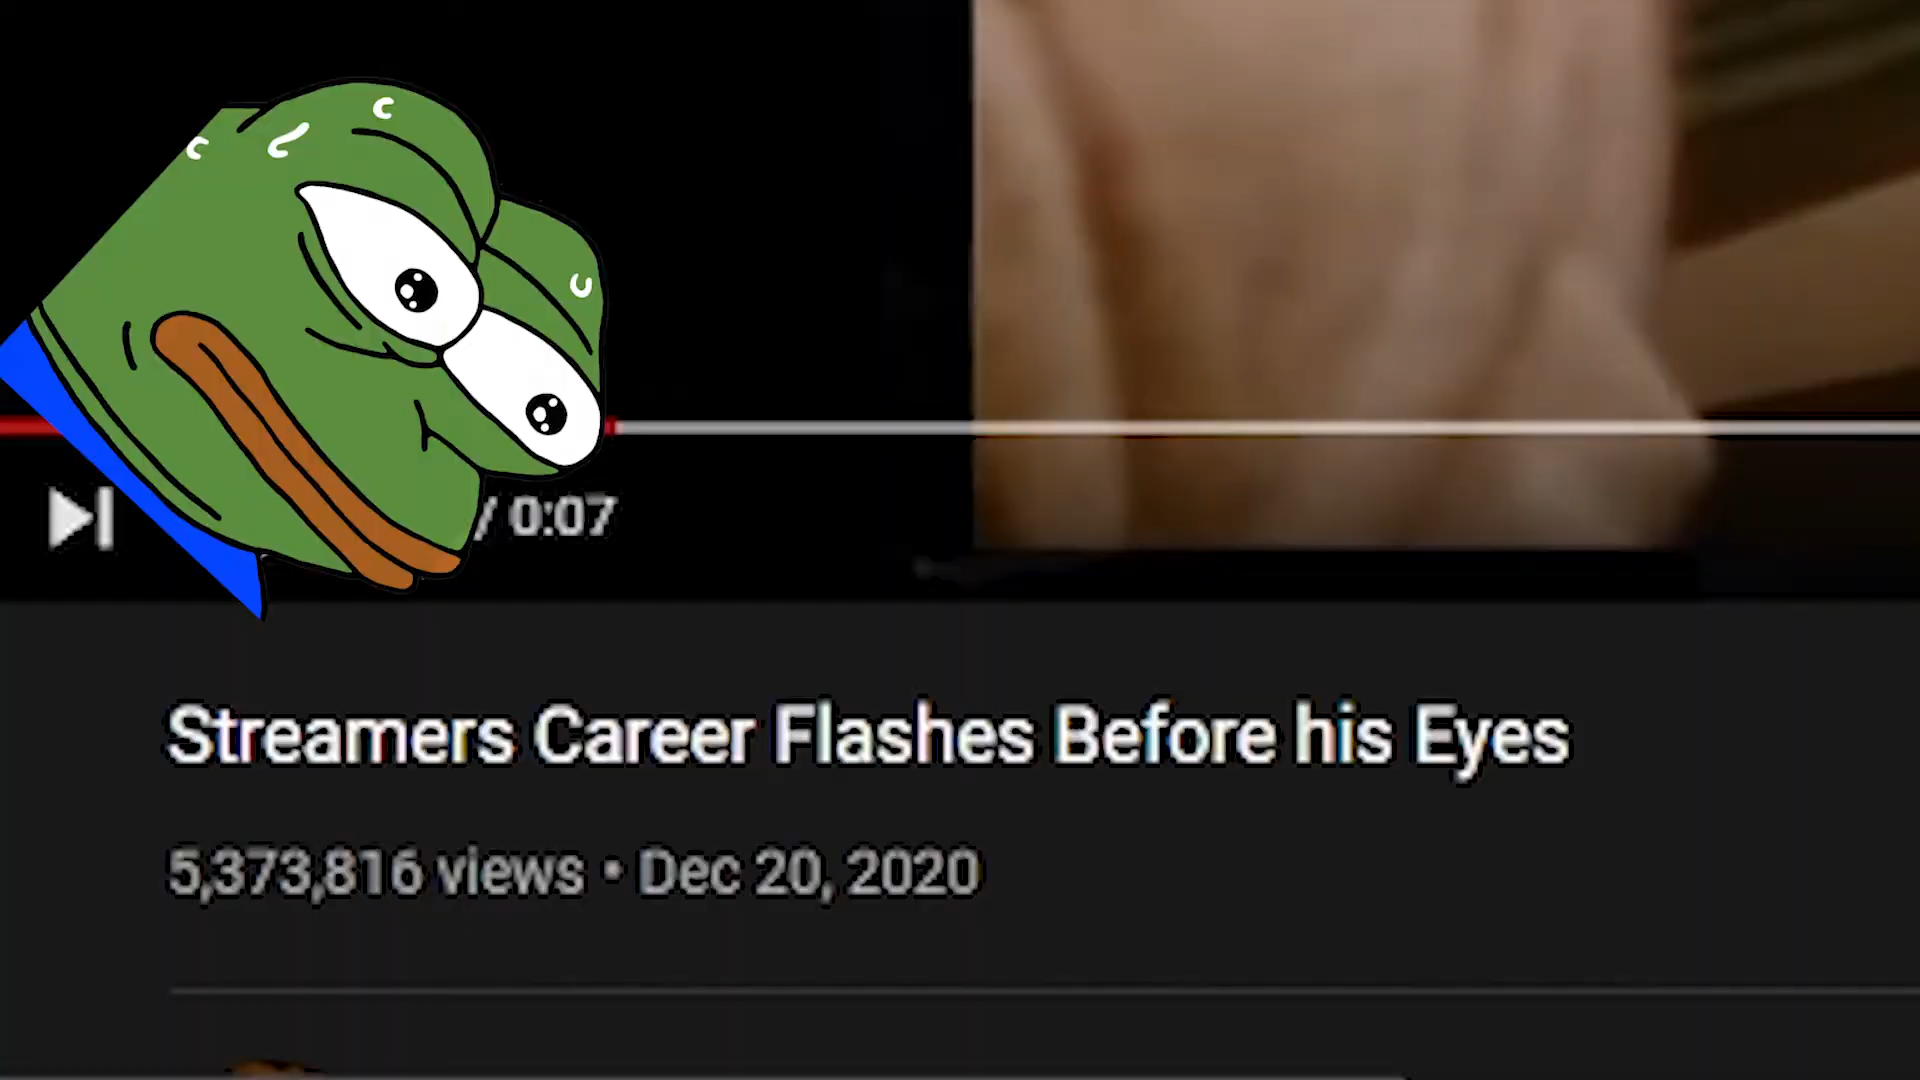 / 0:07
Streamers Career Flashes Before his Eyes
5,373,816 views • Dec 20, 2020